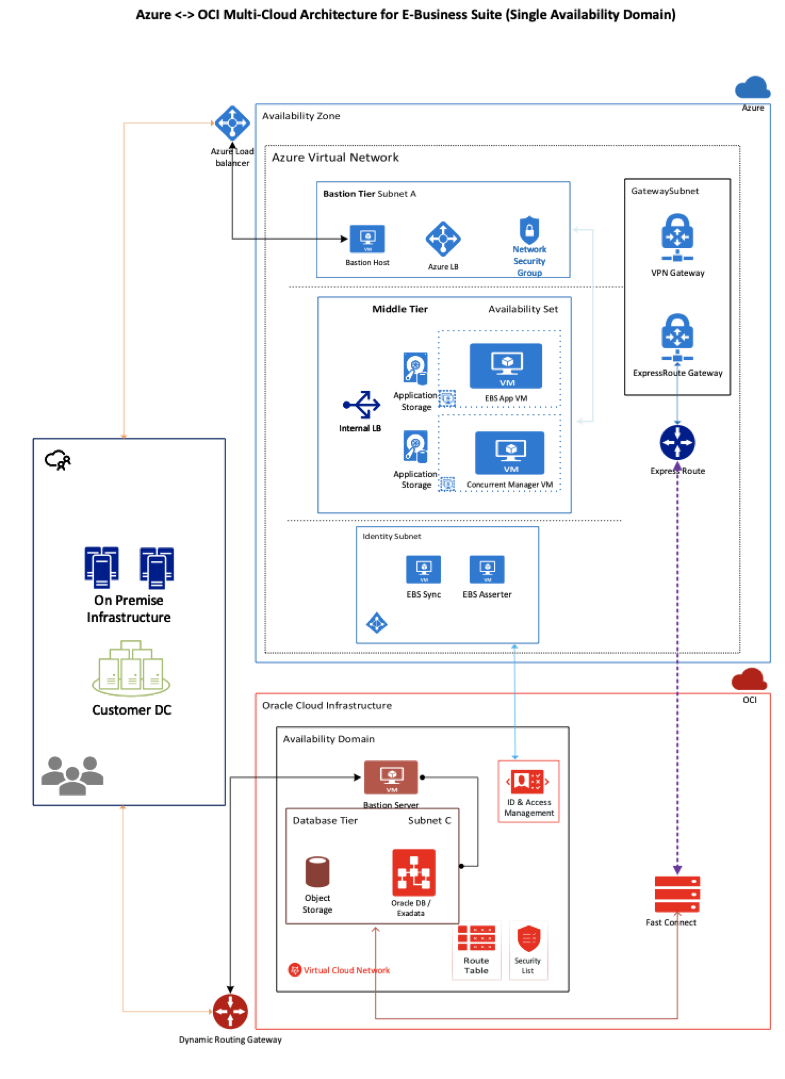 Azure <-> OCI Multi-Cloud Architecture for E-Business Suite (Single Availability Domain)
Azure
Availability Zone
Azure Load
balancer
Azure Virtual Network
Bastion Tier Subnet A
Bastion Host
Azure LB
Network
Security
Group
GatewaySubnet
VPN Gateway
ExpressRoute Gateway
Express Route
Middle Tier
Availability Set
Application
Storage
VM
EBS App VM
Internal LB
Application
Storage
VM
Concurrent Manager VM
Identity Subnet
VM
VM
EBS Sync
EBS Asserter
On Premise
Infrastructure
Customer DC
OCI
Oracle Cloud Infrastructure
Availability Domain
VM
Bastion Server
ID & Access
Management
Database Tier
Subnet C
Object
Storage
Oracle DB /
Exadata
Fast Connect
Route
Table
Security
List
Virtual Cloud Network
Dynamic Routing Gateway